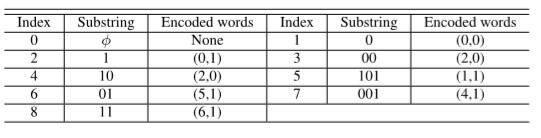 Index Substring Encoded words Index Substring Encoded words
0 ϕ None 1 0 (0,0)
2 1 (0,1) 3 00 (2,0)
4 10 (2,0) 5 101 (1,1)
6 01 (5,1) 7 001 (4,1)
8 11 (6,1)